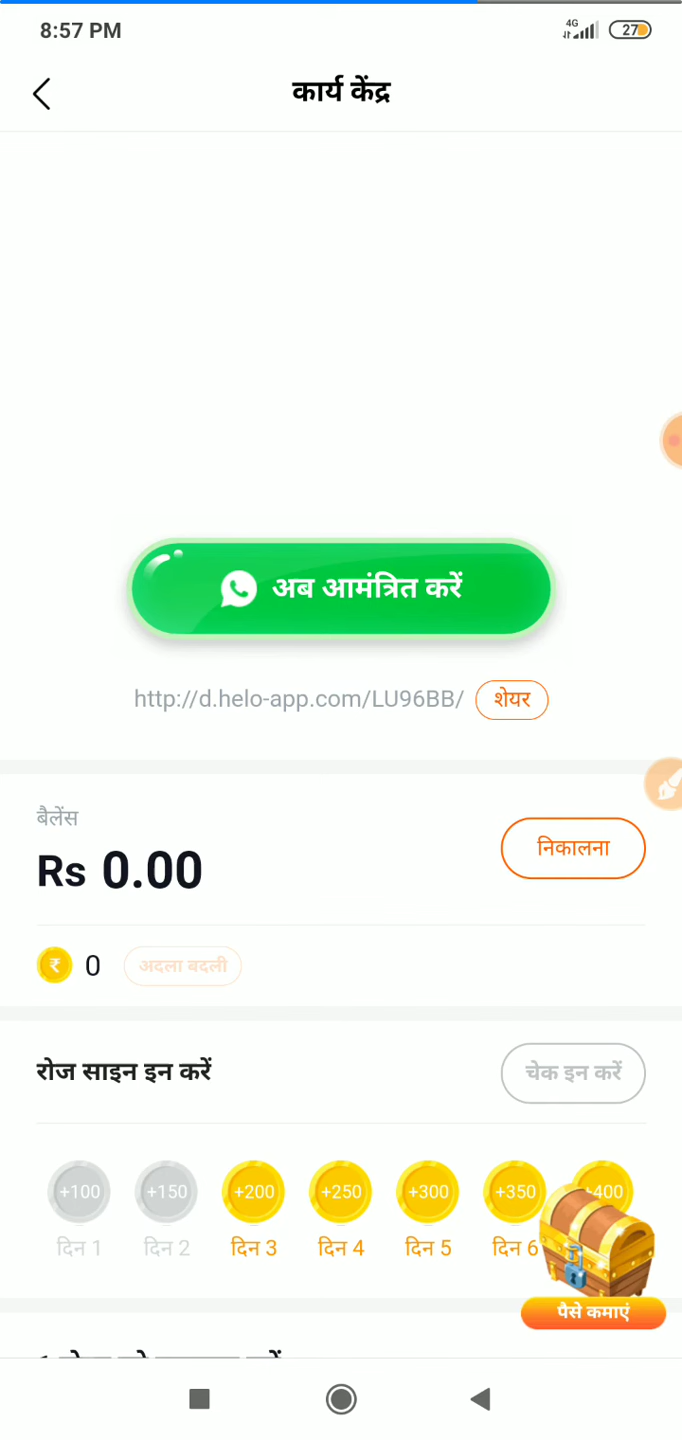 8:57 PM
4G
27
कार्य केंद्र
अब आमंत्रित करें
http://d.helo-app.com/LU96BB/
शेयर
बैलेंस
Rs 0.00
निकालना
₹ 0
अदला बदली
रोज साइन इन करें
चेक इन करें
+100 +150 +200 +250 +300 +350 +400
दिन 1 दिन 2 दिन 3 दिन 4 दिन 5 दिन 6
पैसे कमाएं